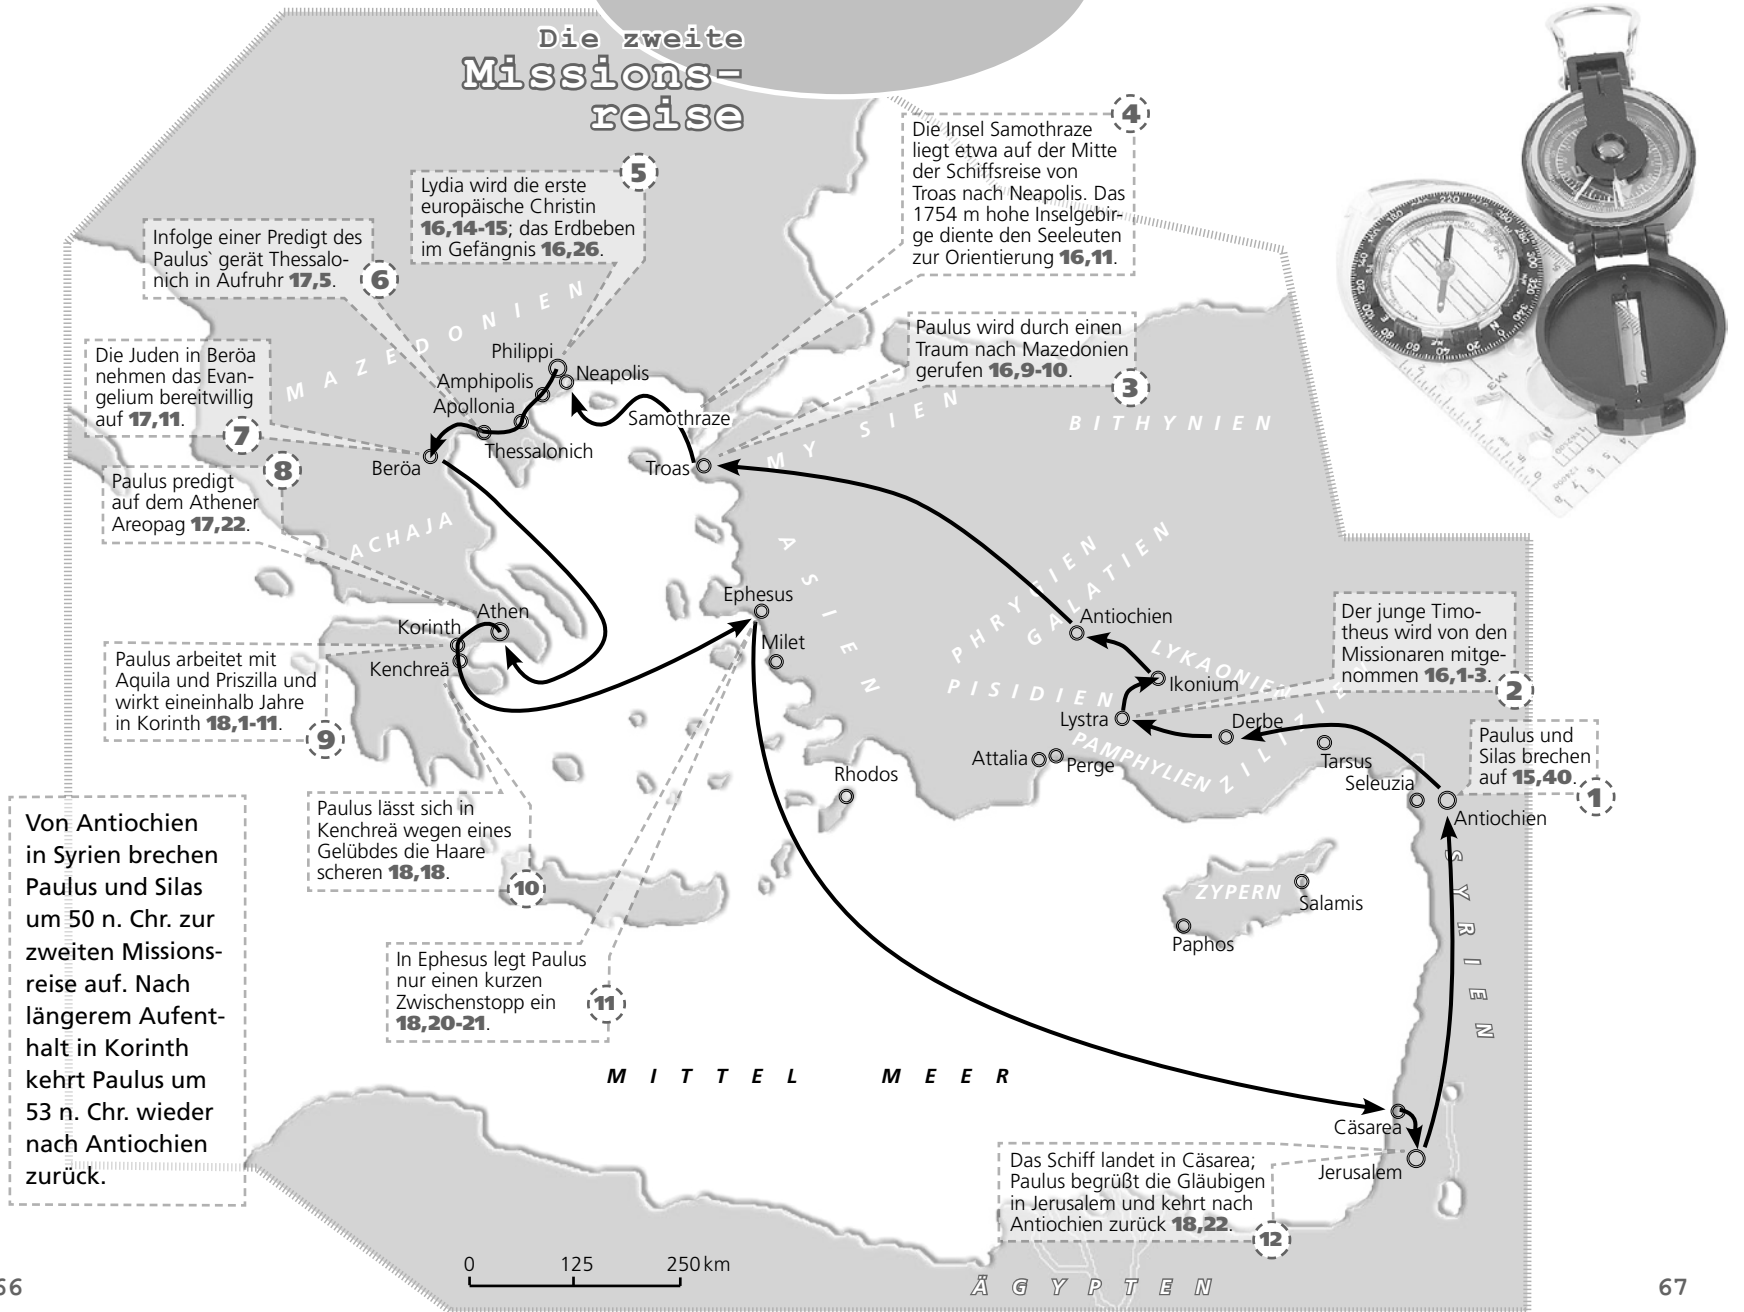 Die zweite
Missions-
reise
4
Die Insel Samothraze
liegt etwa auf der Mitte
der Schiffsreise von
Troas nach Neapolis. Das
1754 m hohe Inselgebir-
ge diente den Seeleuten
zur Orientierung 16,11.
5
Lydia wird die erste
europäische Christin
16,14-15; das Erdbeben
im Gefängnis 16,26.
Infolge einer Predigt des
Paulus` gerät Thessalo-
nich in Aufruhr 17,5.
6
Paulus wird durch einen
Traum nach Mazedonien
gerufen 16,9-10.
3
Die Juden in Beröa
nehmen das Evan-
gelium bereitwillig
auf 17,11.
7
8
Paulus predigt
auf dem Athener
Areopag 17,22.
MAZEDONIEN
Philippi
Neapolis
Amphipolis
Apollonia
Samothraze
Thessalonich
Beröa
Troas
MYSIEN
BITHYNIEN
ACHAJA
ASIEN
PHRYGIEN
GALATIEN
Ephesus
Athen
Korinth
Kenchreä
Milet
Antiochien
LYKAONIEN
PISIDIEN
Ikonium
Lystra
Derbe
PAMPHYLIEN
ZILIZIEN
Attalia
Perge
Tarsus
Seleuzia
Rhodos
Antiochien
Der junge Timo-
theus wird von den
Missionaren mitge-
nommen 16,1-3.
2
Paulus und
Silas brechen
auf 15,40.
1
Paulus arbeitet mit
Aquila und Priszilla und
wirkt eineinhalb Jahre
in Korinth 18,1-11.
9
Paulus lässt sich in
Kenchreä wegen eines
Gelübdes die Haare
scheren 18,18.
10
In Ephesus legt Paulus
nur einen kurzen
Zwischenstopp ein
18,20-21.
11
Von Antiochien
in Syrien brechen
Paulus und Silas
um 50 n. Chr. zur
zweiten Missions-
reise auf. Nach
längerem Aufent-
halt in Korinth
kehrt Paulus um
53 n. Chr. wieder
nach Antiochien
zurück.
ZYPERN
Salamis
Paphos
SYRIEN
MITTEL MEER
Cäsarea
Jerusalem
Das Schiff landet in Cäsarea;
Paulus begrüßt die Gläubigen
in Jerusalem und kehrt nach
Antiochien zurück 18,22.
12
0 125 250 km
ÄGYPTEN
67